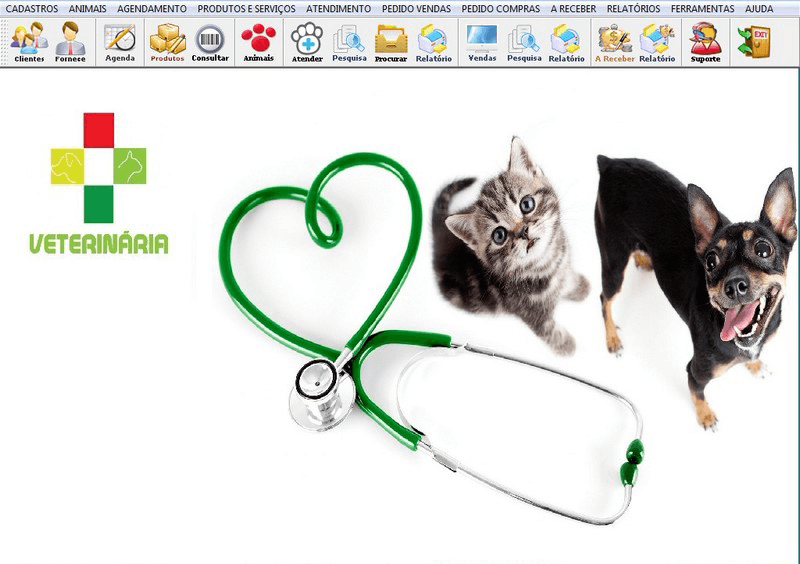 CADASTROS ANIMAIS AGENDAMENTO PRODUTOS E SERVIÇOS ATENDIMENTO PEDIDO VENDAS PEDIDO COMPRAS A RECEBER RELATÓRIOS FERRAMENTAS AJUDA
EXIT
Clientes Fornece Agenda Produtos Consultar Animais Atender Pesquisa Procurar Relatório Vendas Pesquisa Relatório A Receber Relatório Suporte
VETERINÁRIA